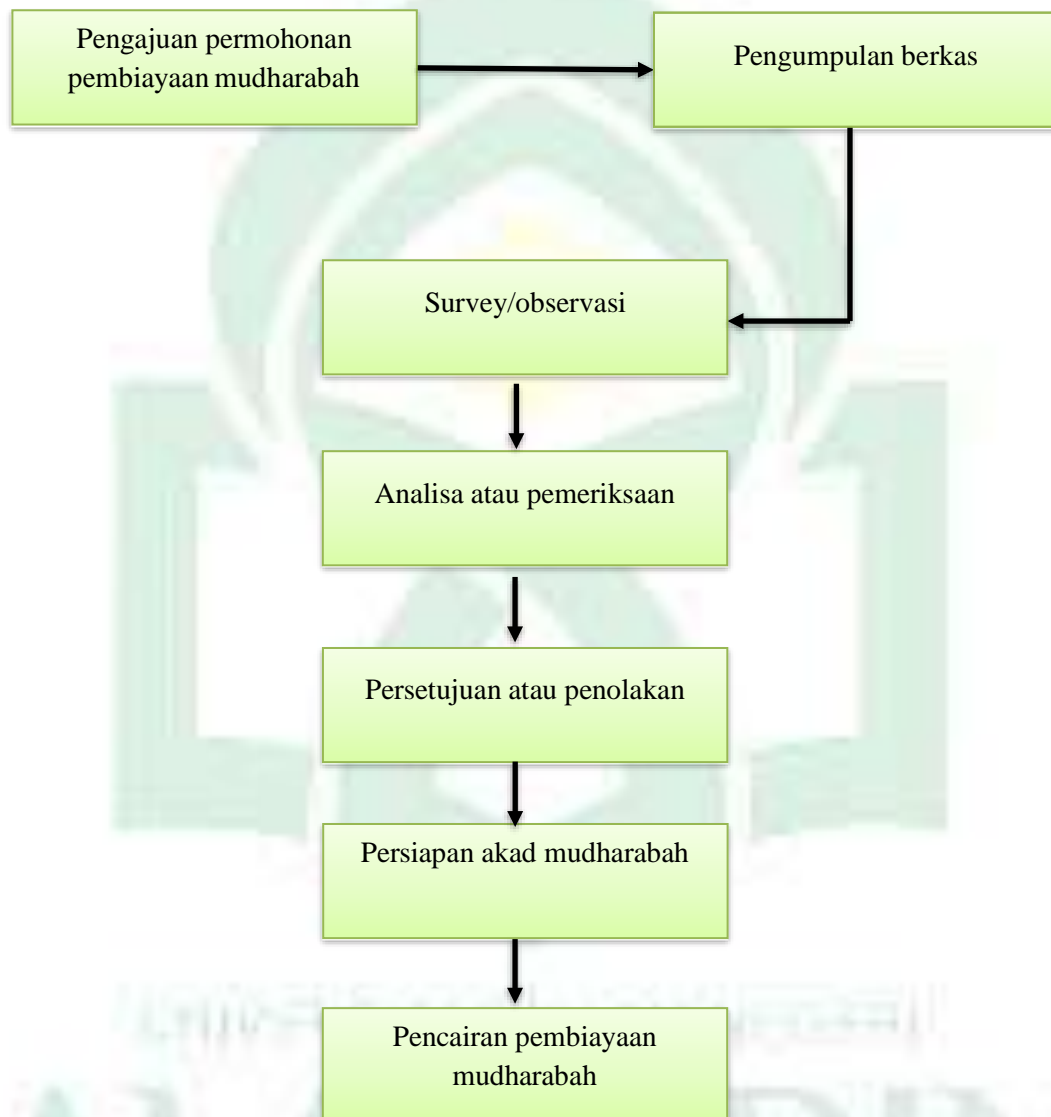 Pengajuan permohonan
pembiayaan mudharabah
Pengumpulan berkas
Survey/observasi
Analisa atau pemeriksaan
Persetujuan atau penolakan
Persiapan akad mudharabah
Pencairan pembiayaan
mudharabah